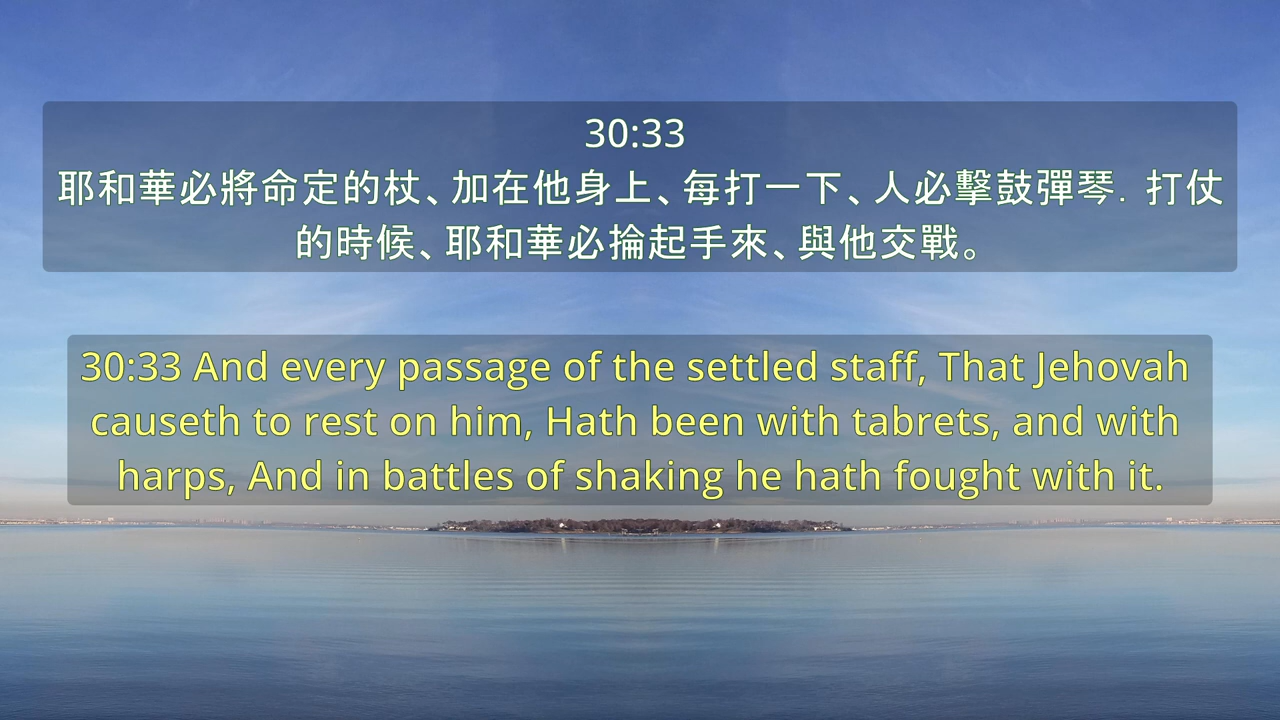 30:33
耶和華必將命定的杖、加在他身上、每打一下、人必擊鼓彈琴. 打仗
的時候、耶和華必掄起手來、與他交戰。
30:33 And every passage of the settled staff, That Jehovah
causeth to rest on him, Hath been with tabrets, and with
harps, And in battles of shaking he hath fought with it.